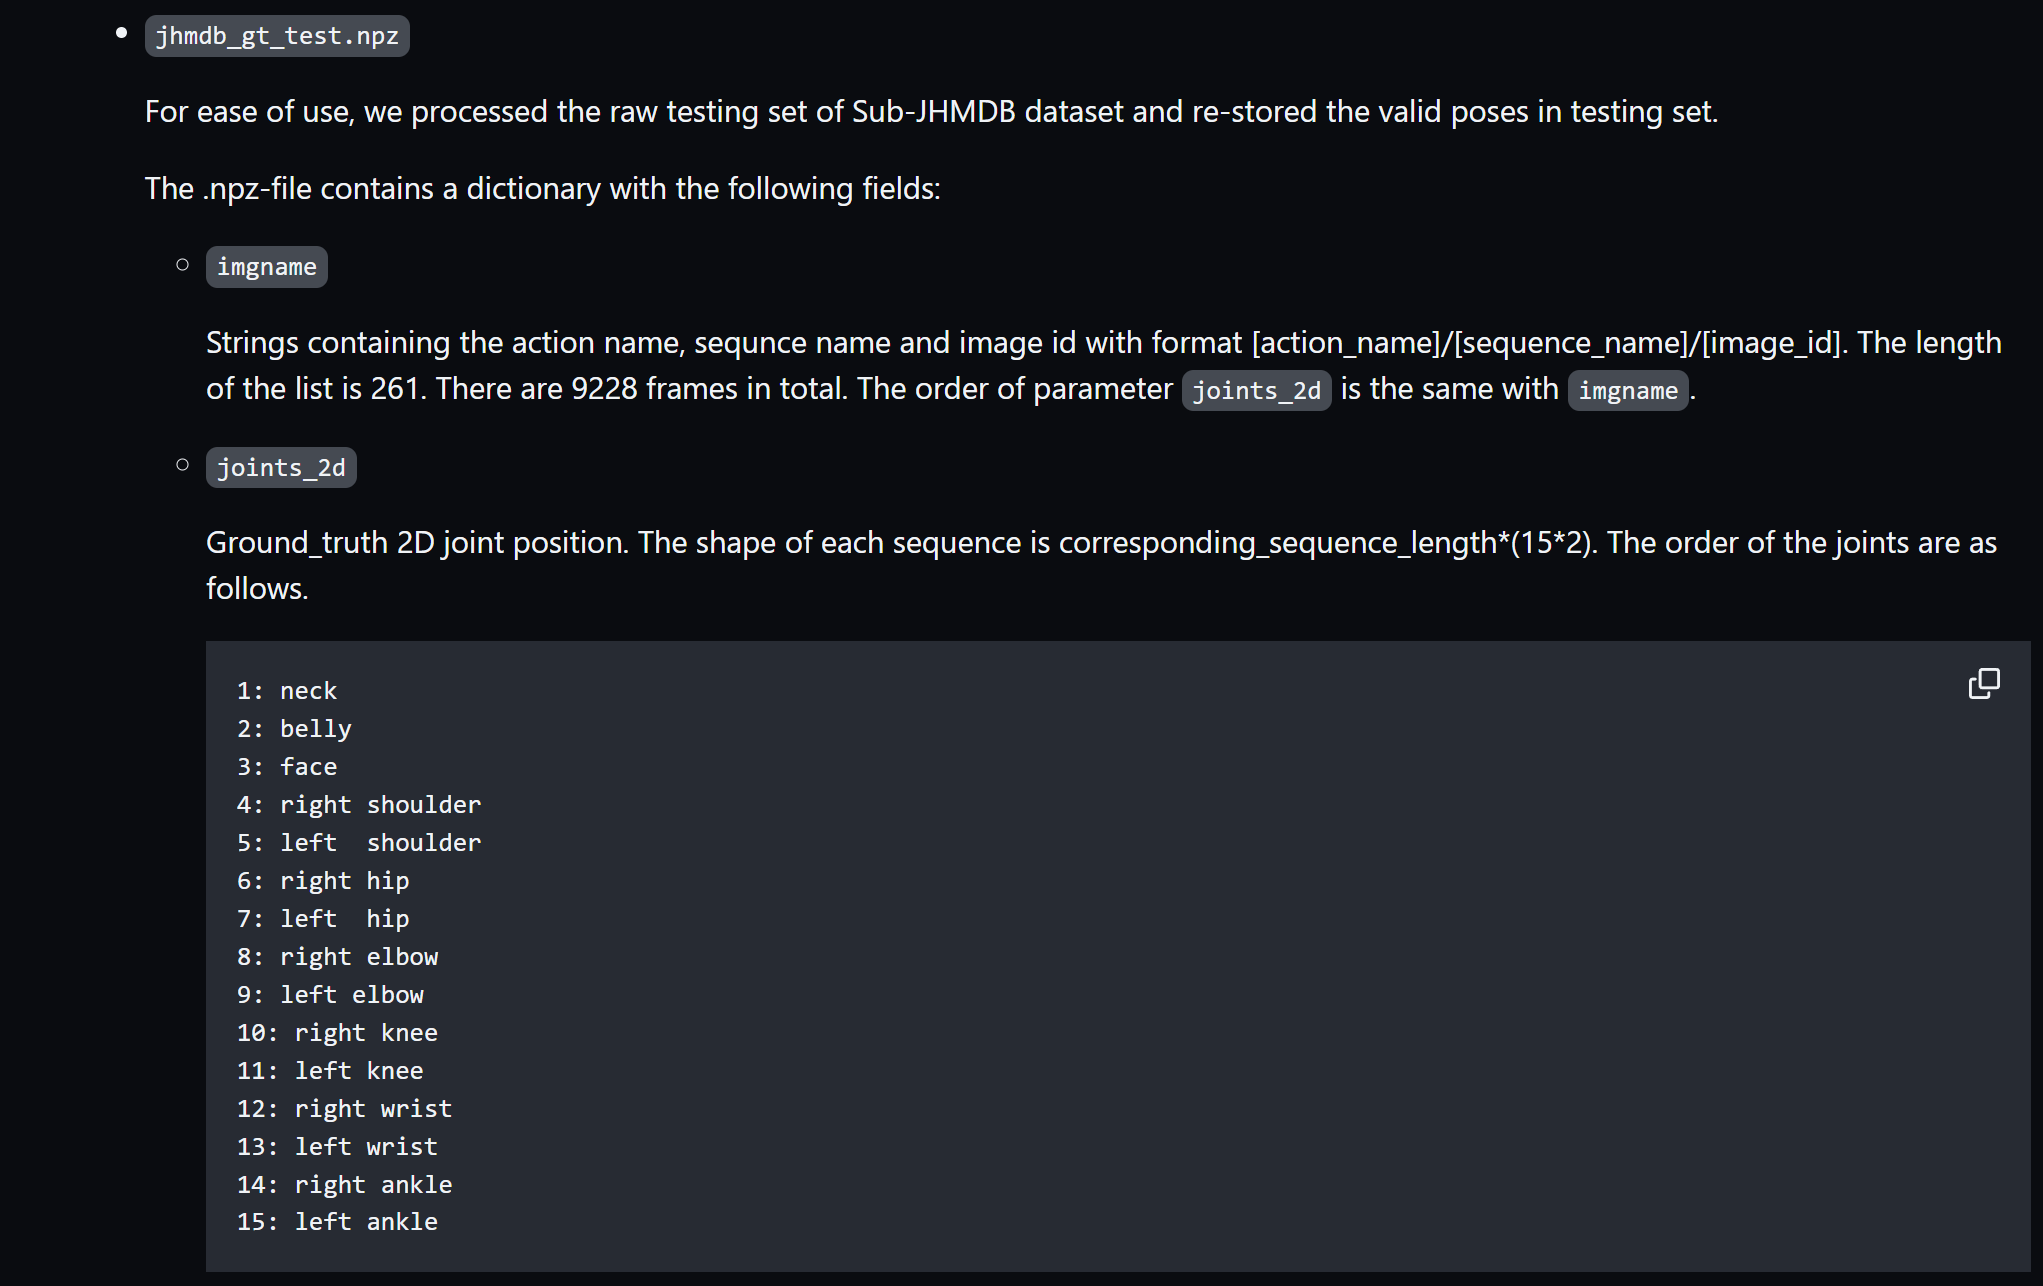 jhmdb_gt_test.npz
For ease of use, we processed the raw testing set of Sub-JHMDB dataset and re-stored the valid poses in testing set.
The .npz-file contains a dictionary with the following fields:
imgname
Strings containing the action name, sequnce name and image id with format [action_name]/[sequence_name]/[image_id]. The length
of the list is 261. There are 9228 frames in total. The order of parameter joints_2d is the same with imgname.
joints_2d
Ground_truth 2D joint position. The shape of each sequence is corresponding_sequence_length*(15*2). The order of the joints are as
follows.
1: neck
2: belly
3: face
4: right shoulder
5: left  shoulder
6: right hip
7: left  hip
8: right elbow
9: left elbow
10: right knee
11: left knee
12: right wrist
13: left wrist
14: right ankle
15: left ankle